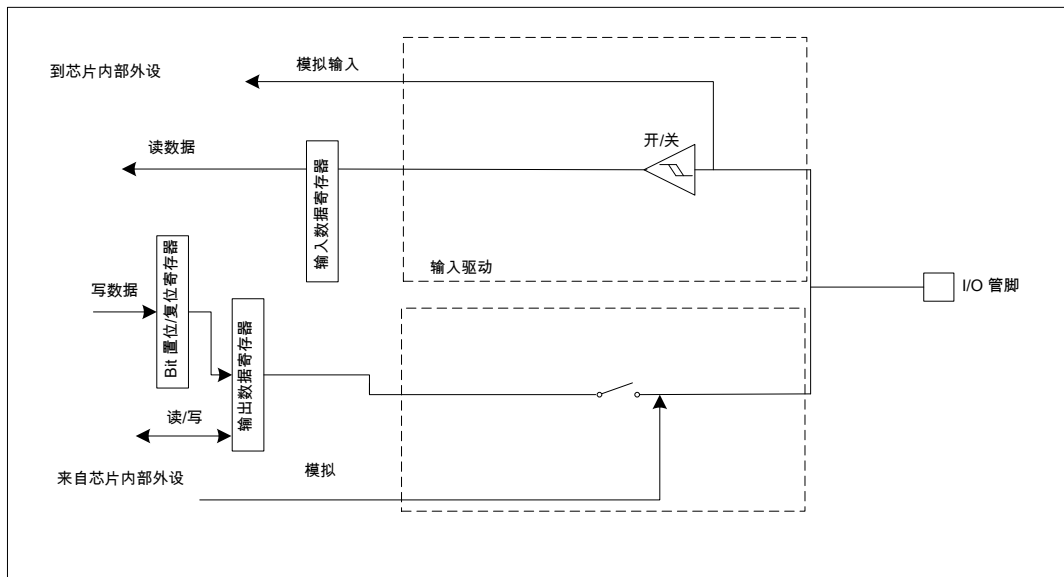 到芯片内部外设
模拟输入
开/关
读数据
输入数据寄存器
输入驱动
I/O 管脚
写数据
Bit 置位/复位寄存器
输出数据寄存器
读/写
来自芯片内部外设
模拟